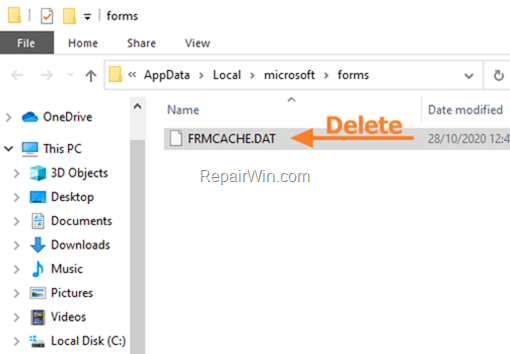 forms
File Home Share View
« AppData > Local > microsoft > forms
Name Date modified
FRMCACHE.DAT Delete 28/10/2020 12:4
RepairWin.com
OneDrive
This PC
3D Objects
Desktop
Documents
Downloads
Music
Pictures
Videos
Local Disk (C:)